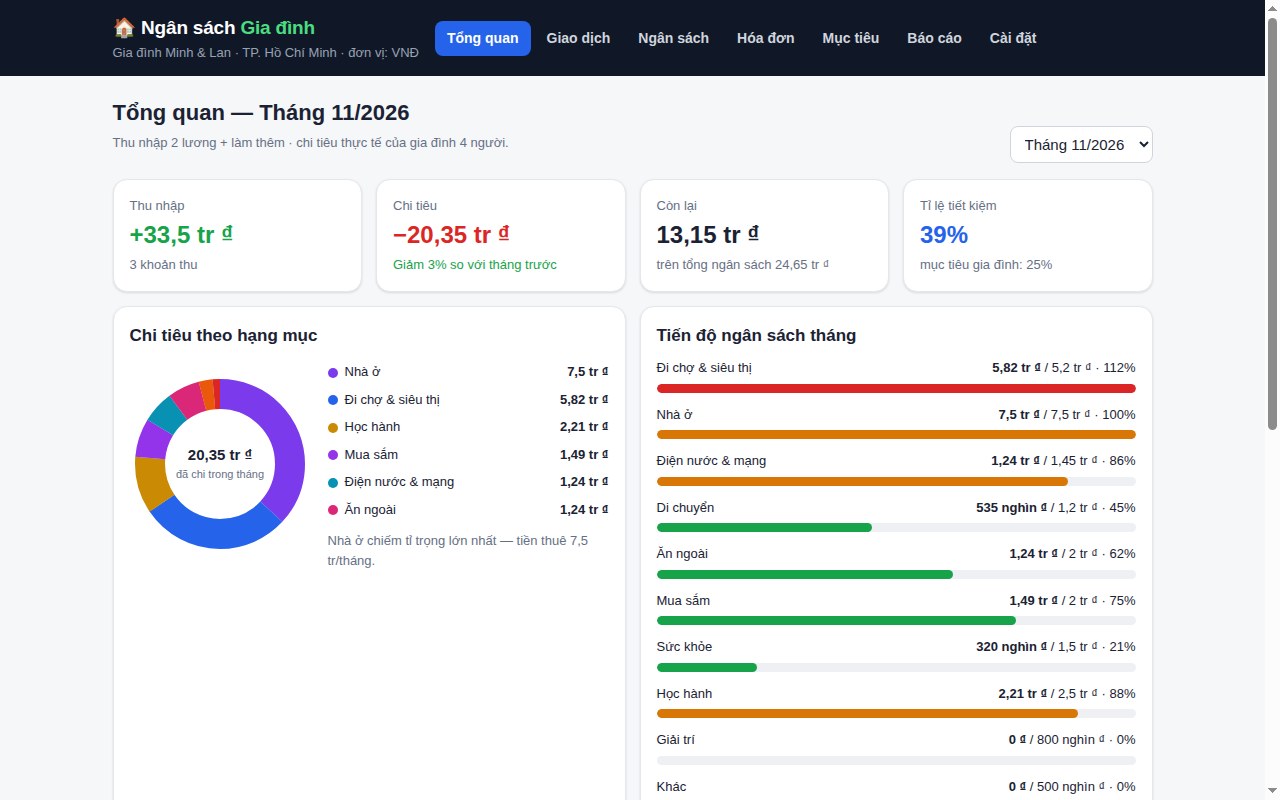 🏠 Ngân sách Gia đình
Gia đình Minh & Lan · TP. Hồ Chí Minh · đơn vị: VNĐ
Tổng quan
Giao dịch
Ngân sách
Hóa đơn
Mục tiêu
Báo cáo
Cài đặt
Tổng quan — Tháng 11/2026
Thu nhập 2 lương + làm thêm · chi tiêu thực tế của gia đình 4 người.
Tháng 11/2026
Thu nhập
+33,5 tr ₫
3 khoản thu
Chi tiêu
−20,35 tr ₫
Giảm 3% so với tháng trước
Còn lại
13,15 tr ₫
trên tổng ngân sách 24,65 tr ₫
Tỉ lệ tiết kiệm
39%
mục tiêu gia đình: 25%
Chi tiêu theo hạng mục
20,35 tr ₫
đã chi trong tháng
Nhà ở 7,5 tr ₫
Đi chợ & siêu thị 5,82 tr ₫
Học hành 2,21 tr ₫
Mua sắm 1,49 tr ₫
Điện nước & mạng 1,24 tr ₫
Ăn ngoài 1,24 tr ₫
Nhà ở chiếm tỉ trọng lớn nhất — tiền thuê 7,5
tr/tháng.
Tiến độ ngân sách tháng
Đi chợ & siêu thị 5,82 tr ₫ / 5,2 tr ₫ · 112%
Nhà ở 7,5 tr ₫ / 7,5 tr ₫ · 100%
Điện nước & mạng 1,24 tr ₫ / 1,45 tr ₫ · 86%
Di chuyển 535 nghìn ₫ / 1,2 tr ₫ · 45%
Ăn ngoài 1,24 tr ₫ / 2 tr ₫ · 62%
Mua sắm 1,49 tr ₫ / 2 tr ₫ · 75%
Sức khỏe 320 nghìn ₫ / 1,5 tr ₫ · 21%
Học hành 2,21 tr ₫ / 2,5 tr ₫ · 88%
Giải trí 0 ₫ / 800 nghìn ₫ · 0%
Khác 0 ₫ / 500 nghìn ₫ · 0%